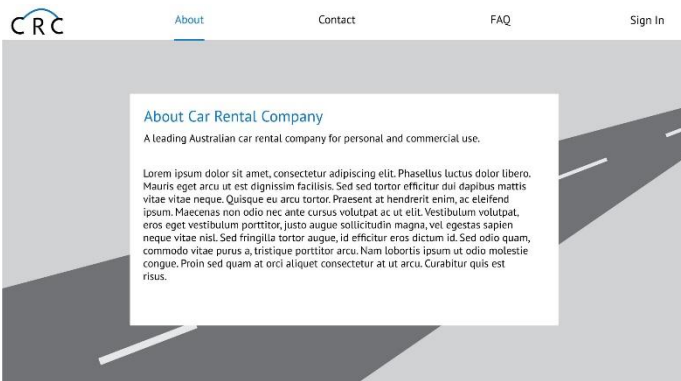 CRC
About
Contact
FAQ
Sign In
About Car Rental Company
A leading Australian car rental company for personal and commercial use.
Lorem ipsum dolor sit amet, consectetur adipiscing elit. Phasellus luctus dolor libero.
Mauris eget arcu ut est dignissim facilisis. Sed sed tortor efficitur dui dapibus mattis
vitae vitae neque. Quisque eu arcu tortor. Praesent at hendrerit enim, ac eleifend
ipsum. Maecenas non odio nec ante cursus volutpat ac ut elit. Vestibulum volutpat,
eros eget vestibulum porttitor, justo augue sollicitudin magna, vel egestas sapien
neque vitae nisl. Sed fringilla tortor augue, id efficitur eros dictum id. Sed odio quam,
commodo vitae purus a, tristique porttitor arcu. Nam lobortis ipsum ut odio molestie
congue. Proin sed quam at orci aliquet consectetur at ut arcu. Curabitur quis est
risus.